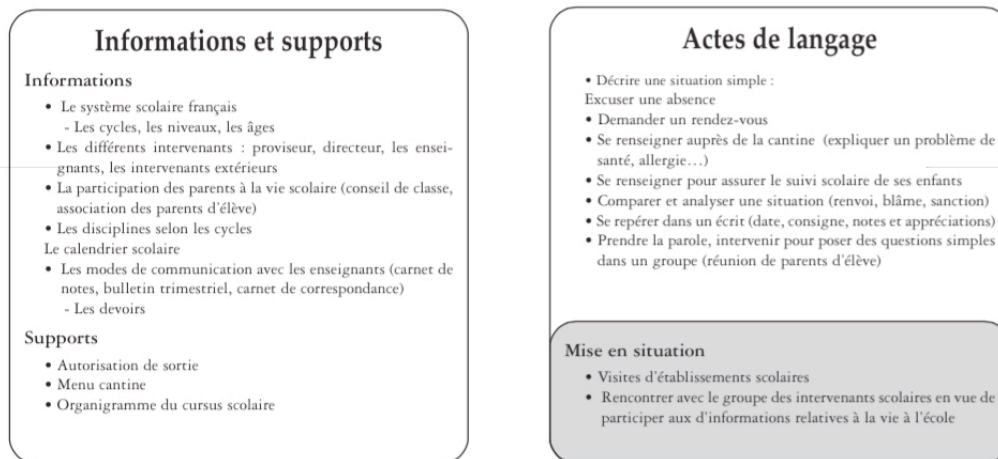 Informations et supports
Informations
• Le système scolaire français
- Les cycles, les niveaux, les âges
• Les différents intervenants : proviseur, directeur, les ensei-
gnants, les intervenants extérieurs
• La participation des parents à la vie scolaire (conseil de classe,
association des parents d'élève)
• Les disciplines selon les cycles
Le calendrier scolaire
• Les modes de communication avec les enseignants (carnet de
notes, bulletin trimestriel, carnet de correspondance)
- Les devoirs
Supports
• Autorisation de sortie
• Menu cantine
• Organigramme du cursus scolaire
Actes de langage
• Décrire une situation simple :
Excuser une absence
• Demander un rendez-vous
• Se renseigner auprès de la cantine (expliquer un problème de
santé, allergie…)
• Se renseigner pour assurer le suivi scolaire de ses enfants
• Comparer et analyser une situation (renvoi, blâme, sanction)
• Se repérer dans un écrit (date, consigne, notes et appréciations)
• Prendre la parole, intervenir pour poser des questions simples
dans un groupe (réunion de parents d'élève)
Mise en situation
• Visites d'établissements scolaires
• Rencontrer avec le groupe des intervenants scolaires en vue de
participer aux d'informations relatives à la vie à l'école